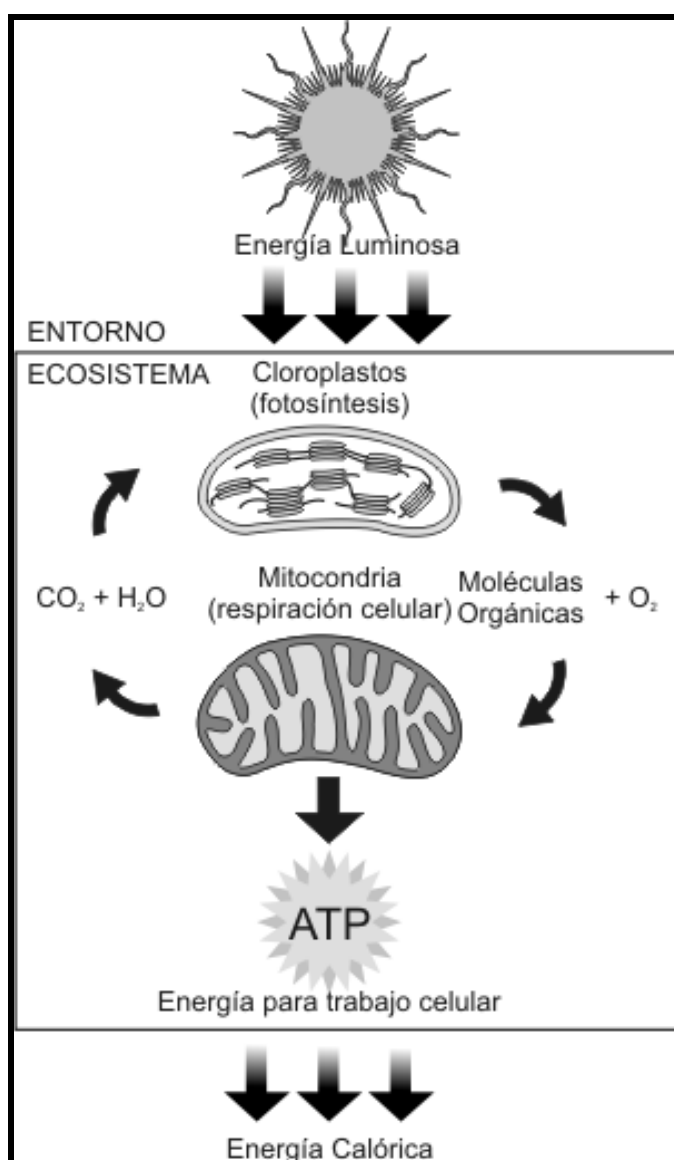 Energía Luminosa
ENTORNO
ECOSISTEMA
Cloroplastos
(fotosíntesis)
CO₂ + H₂O
Mitocondria
(respiración celular)
Moléculas
Orgánicas
+ O₂
ATP
Energía para trabajo celular
Energía Calórica